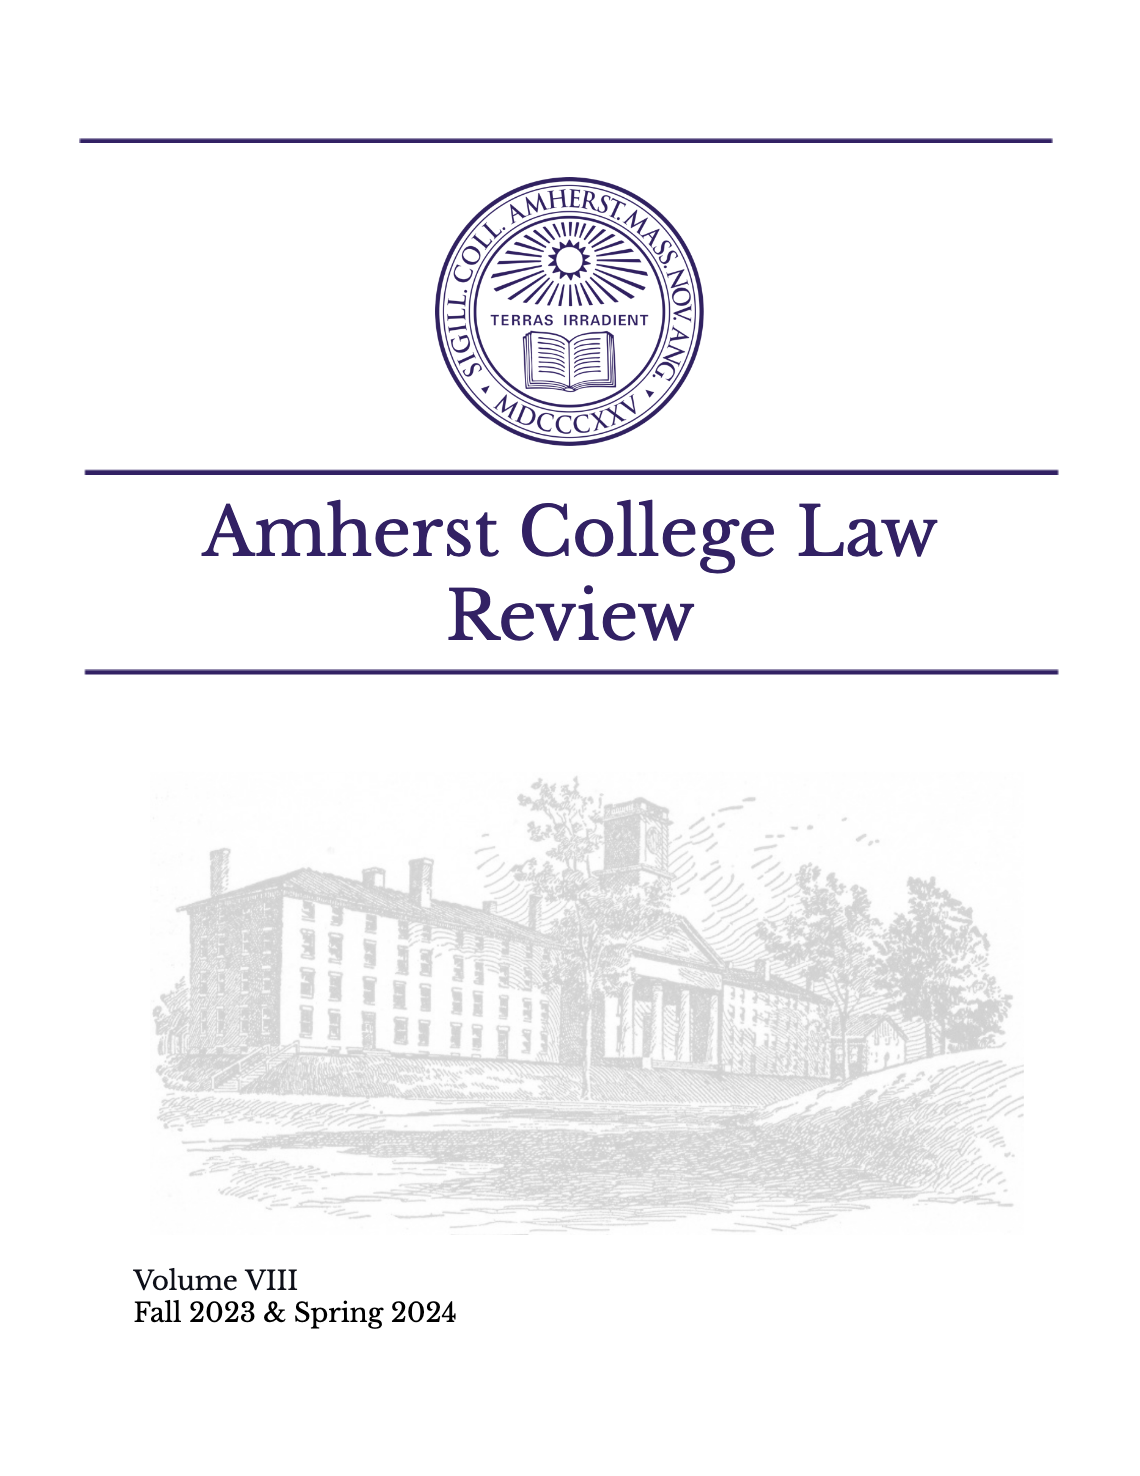 SIGILL. COLL. AMHERST. MASS. NOV. ANG.
TERRAS IRRADIENT
MDCCCXXV
Amherst College Law
Review
Volume VIII
Fall 2023 & Spring 2024